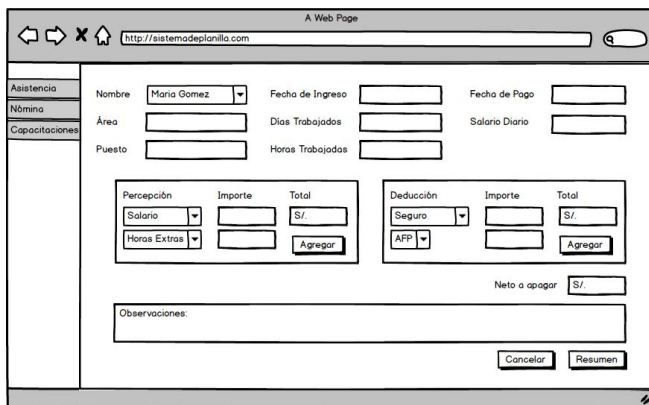 A Web Page
http://sistemadeplanilla.com
Asistencia
Nómina
Capacitaciones
Nombre Maria Gomez Fecha de Ingreso Fecha de Pago
Área Días Trabajados Salario Diario
Puesto Horas Trabajadas
Percepción Importe Total
Salario S/.
Horas Extras Agregar
Deducción Importe Total
Seguro S/.
AFP Agregar
Neto a apagar S/.
Observaciones:
Cancelar Resumen